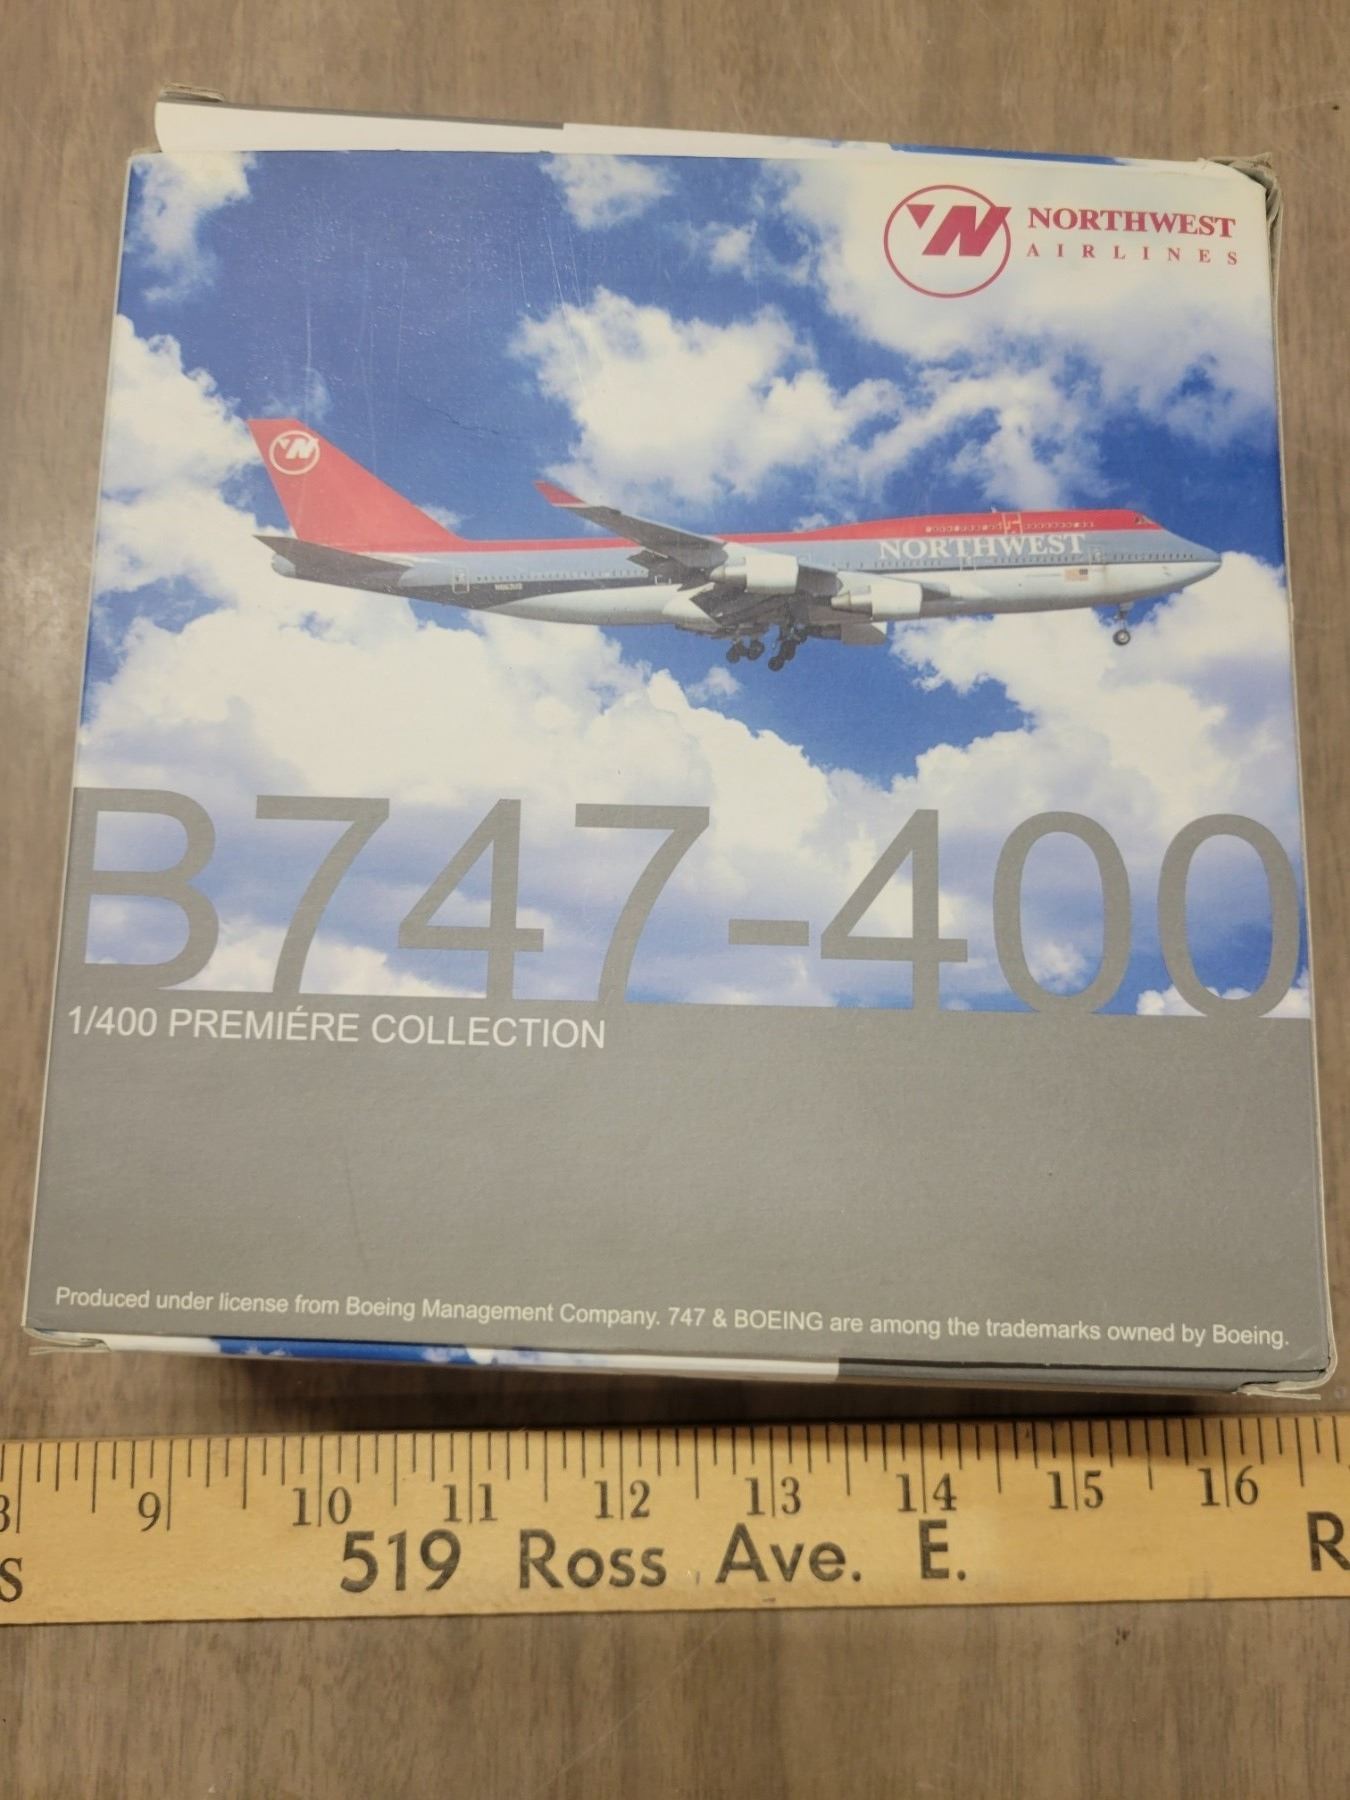 NORTHWEST
AIRLINES
NORTHWEST
B747-400
1/400 PREMIÉRE COLLECTION
Produced under license from Boeing Management Company. 747 & BOEING are among the trademarks owned by Boeing.
8 9 10 11 12 13 14 15 16
S 519 Ross Ave. E. R